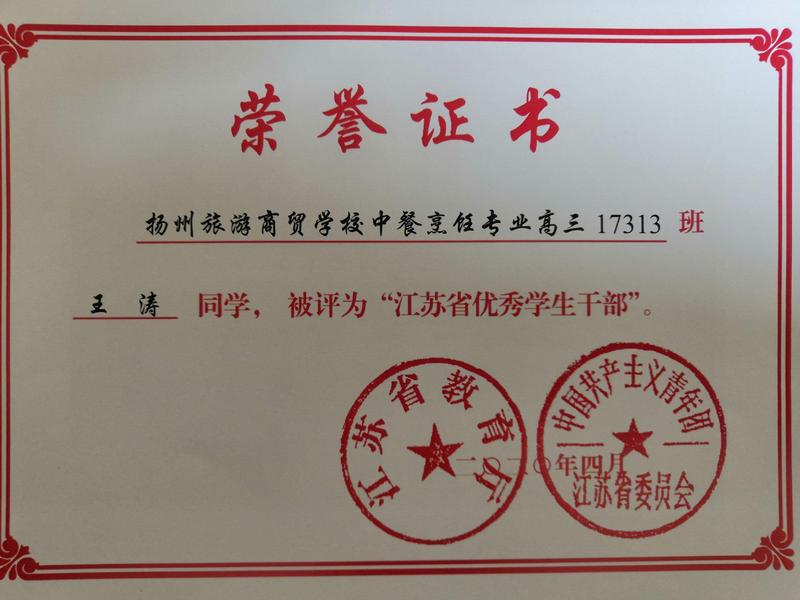 荣誉证书
扬州旅游商贸学校中餐烹饪专业高三 17313 班
王 涛 同学，被评为“江苏省优秀学生干部”。
江苏省教育厅
中国共产主义青年团
江苏省委员会
二〇二〇年四月